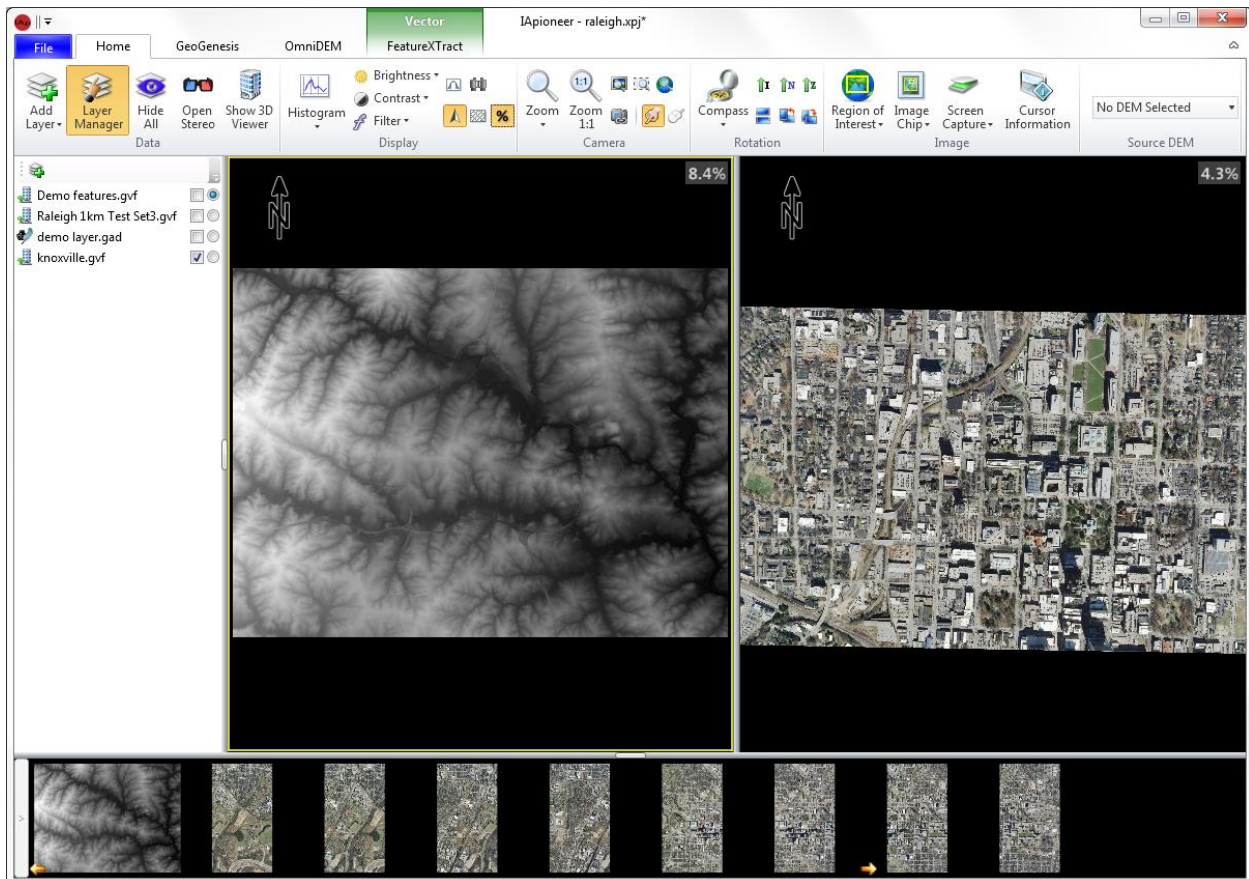 Vector
IApioneer - raleigh.xpj*
File
Home
GeoGenesis
OmniDEM
FeatureXTract
Add Layer
Layer Manager
Hide All
Open Stereo
Show 3D Viewer
Data
Histogram
Brightness
Contrast
Filter
%
Display
Zoom
Zoom 1:1
1:1
Camera
Compass
I
N
Z
Rotation
Region of Interest
Image Chip
Screen Capture
Cursor Information
Image
No DEM Selected
Source DEM
Demo features.gvf
Raleigh 1km Test Set3.gvf
demo layer.gad
knoxville.gvf
N
8.4%
N
4.3%
>